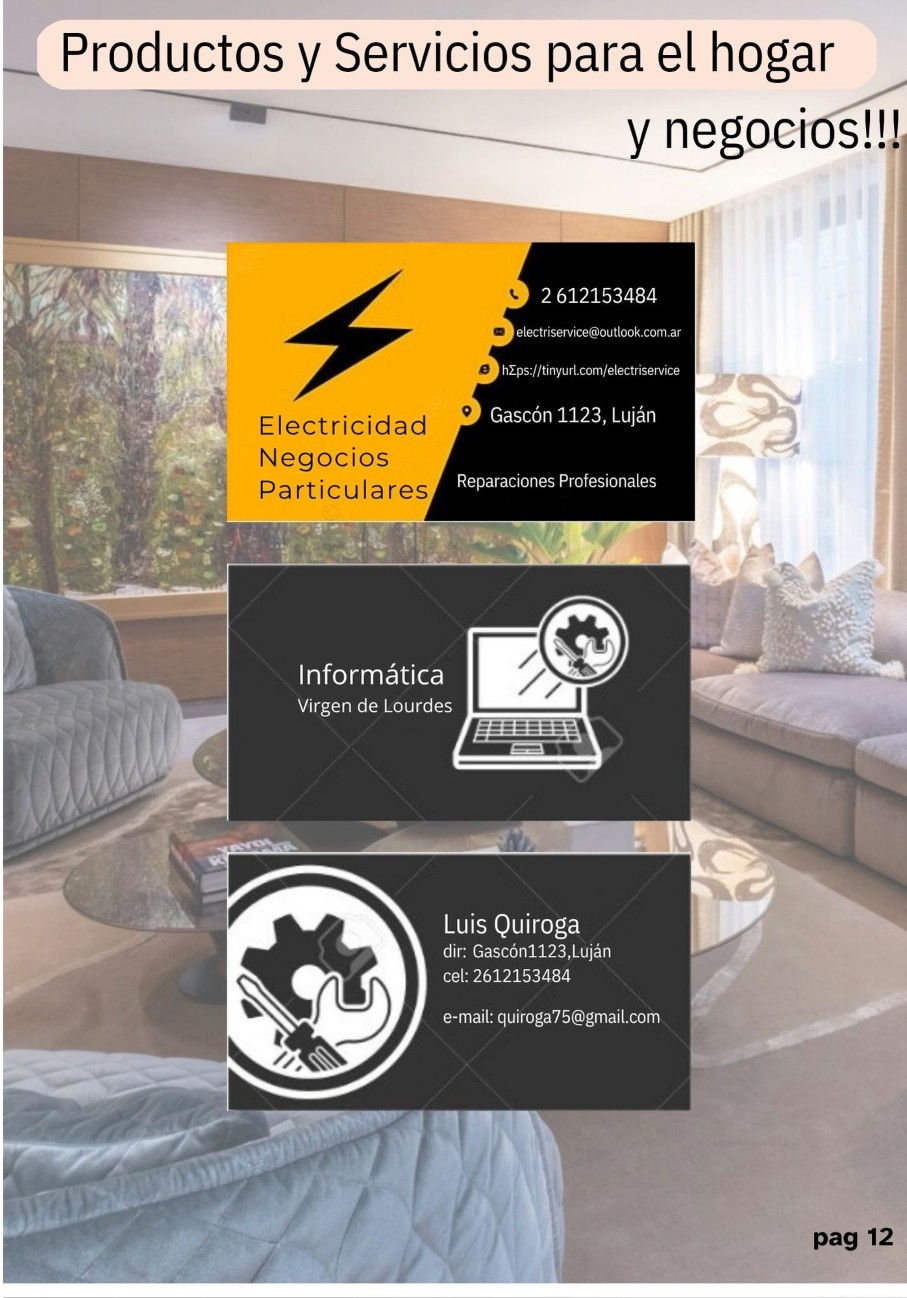 Productos y Servicios para el hogar
y negocios!!!
2 612153484
electriservice@outlook.com.ar
hΣps://tinyurl.com/electriservice
Gascón 1123, Luján
Electricidad
Negocios
Particulares
Reparaciones Profesionales
Informática
Virgen de Lourdes
Luis Quiroga
dir: Gascón1123,Luján
cel: 2612153484
e-mail: quiroga75@gmail.com
pag 12